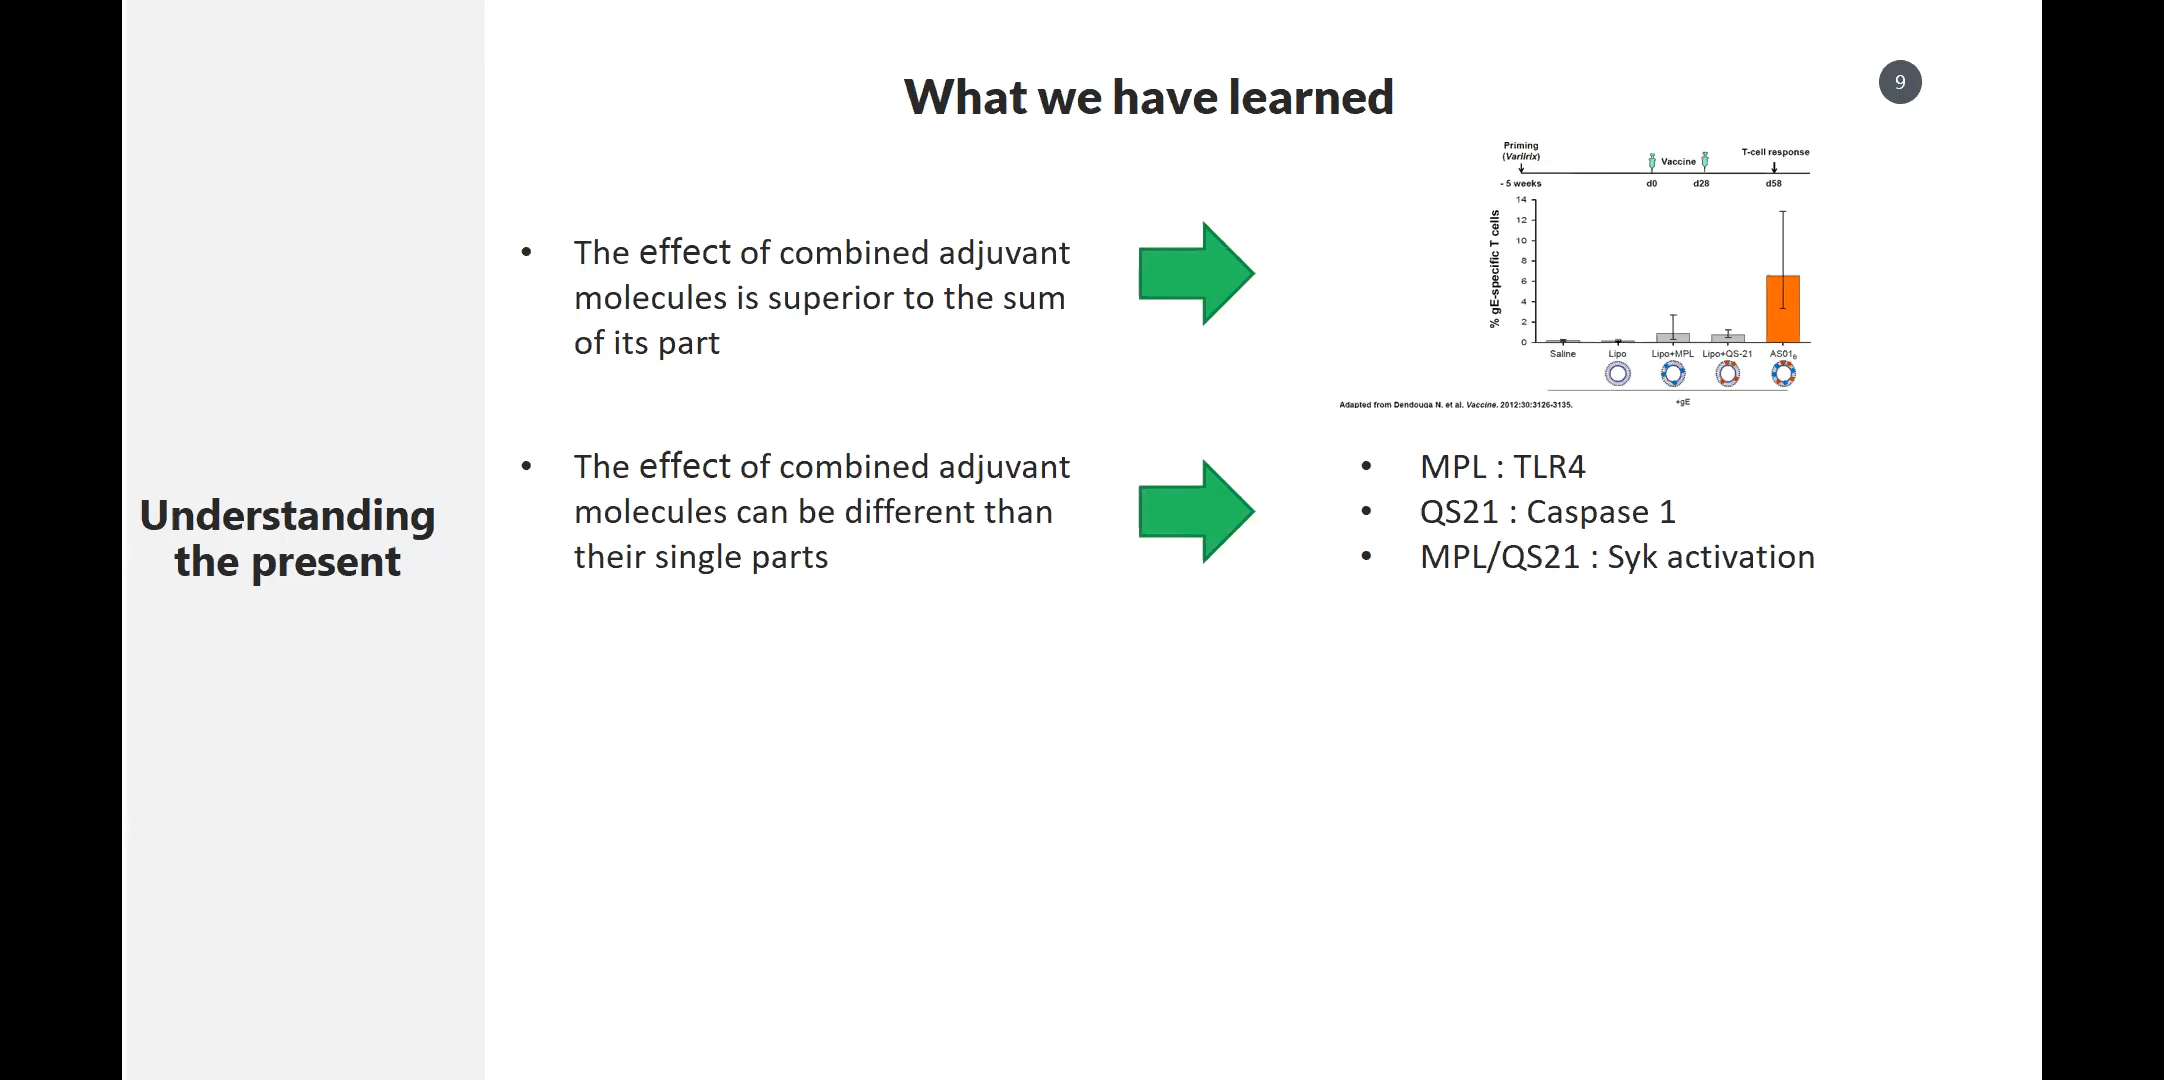 What we have learned
9
Understanding
the present
• The effect of combined adjuvant
molecules is superior to the sum
of its part
Priming
(Varilrix)
Vaccine
T-cell response
- 5 weeks
d0
d28
d58
% gE-specific T cells
14
12
10
8
6
4
2
0
Saline
Lipo
Lipo+MPL
Lipo+QS-21
AS01B
+gE
Adapted from Dendouga N. et al. Vaccine. 2012:30:3126-3135.
• The effect of combined adjuvant
molecules can be different than
their single parts
• MPL : TLR4
• QS21 : Caspase 1
• MPL/QS21 : Syk activation